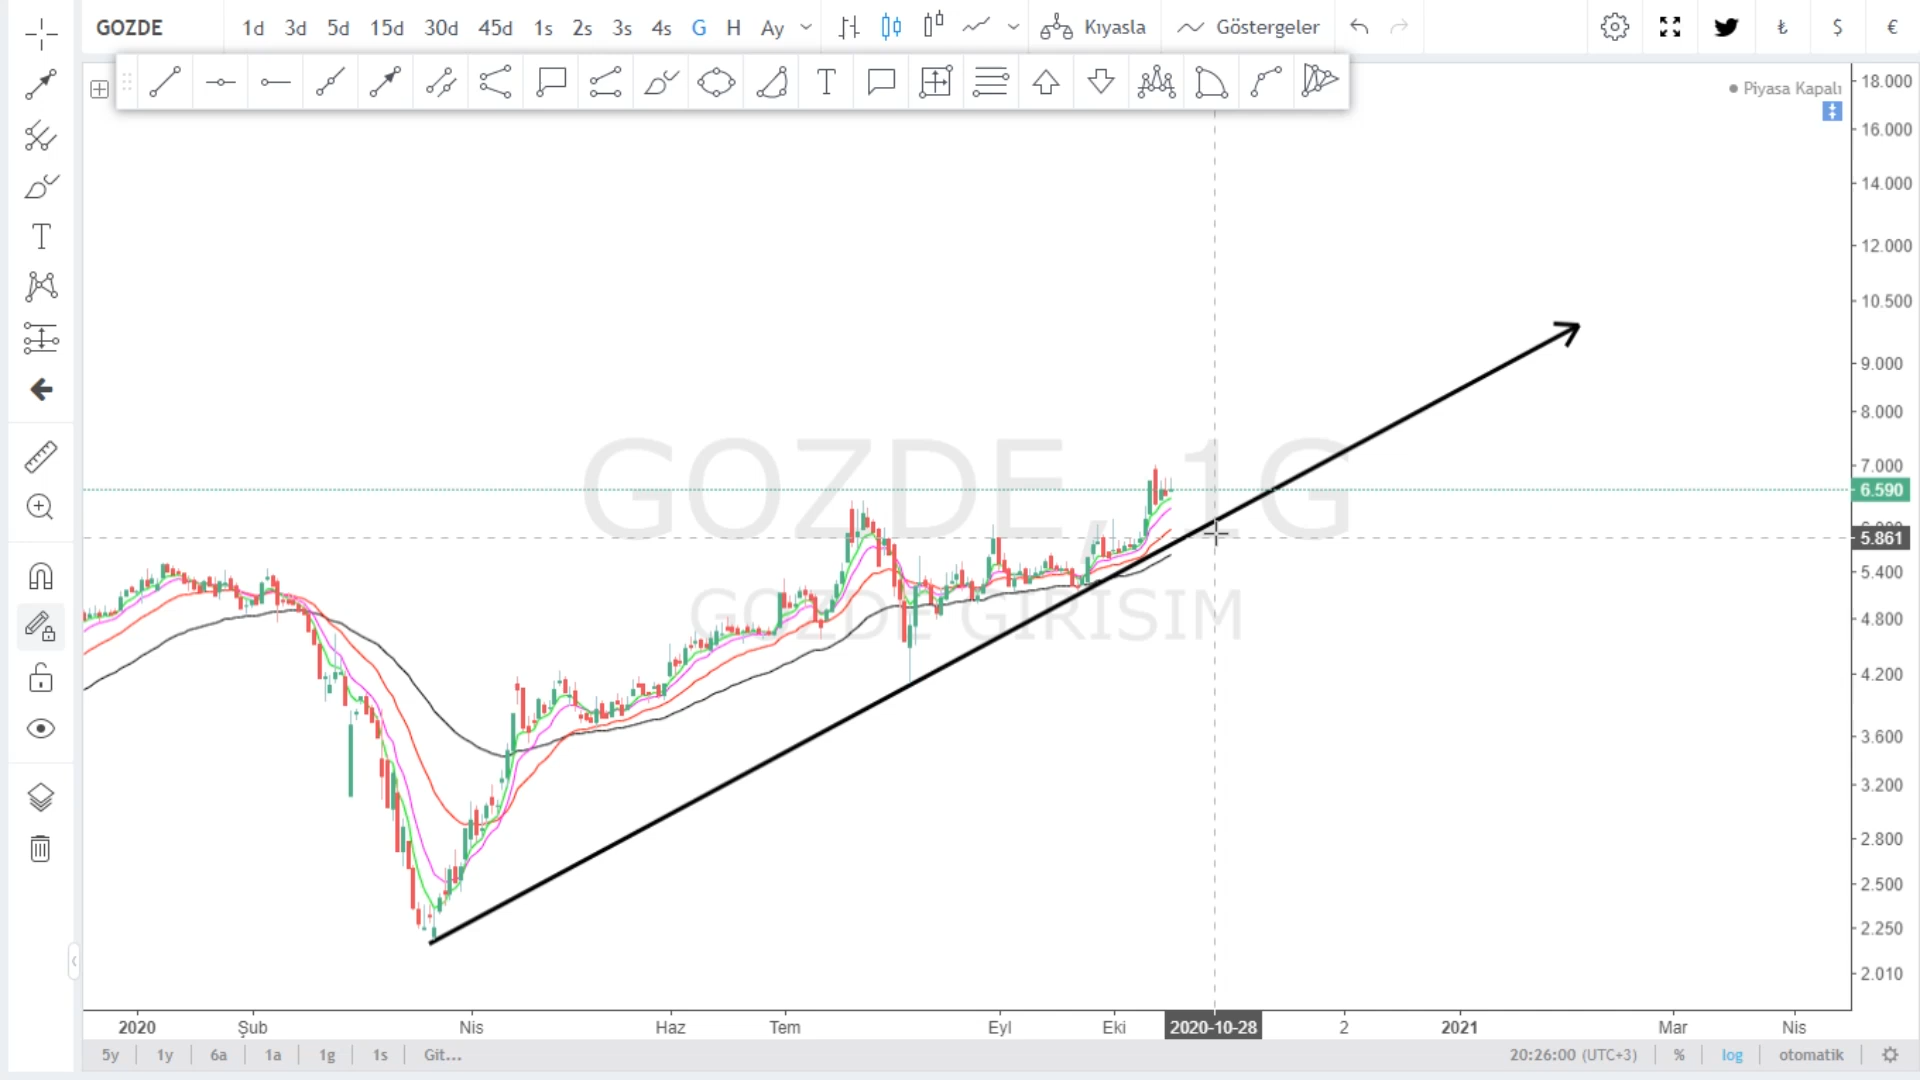 GOZDE 1d 3d 5d 15d 30d 45d 1s 2s 3s 4s G H Ay Kıyasla Göstergeler ₺ $ €
T
Piyasa Kapalı
18.000
16.000
14.000
T
12.000
10.500
9.000
8.000
GOZDE, 1G
7.000
6.590
5.861
5.400
GOZDE GIRISIM
4.800
4.200
3.600
3.200
2.800
2.500
2.250
2.010
2020 Şub Nis Haz Tem Eyl Eki 2020-10-28 2 2021 Mar Nis
5y 1y 6a 1a 1g 1s Git... 20:26:00 (UTC+3) % log otomatik